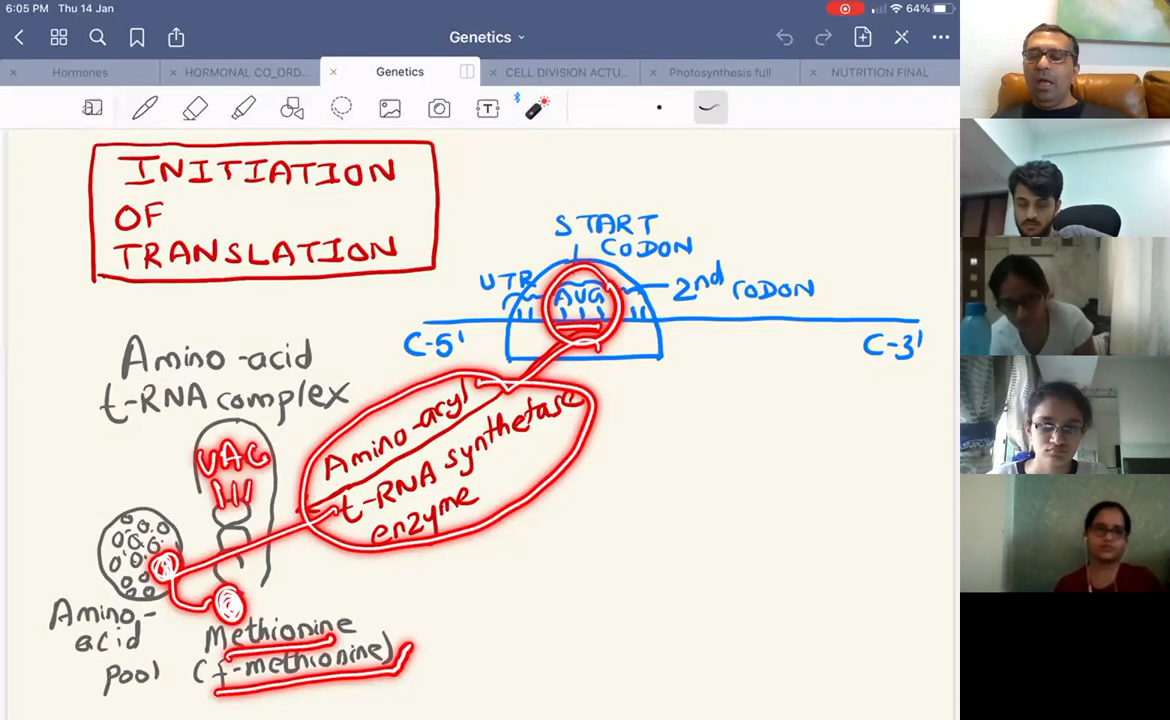 6:05 PM Thu 14 Jan
64%
Genetics
Hormones
HORMONAL CO_ORD...
Genetics
CELL DIVISION ACTU...
Photosynthesis full
NUTRITION FINAL
INITIATION
OF
TRANSLATION
START
CODON
UTR
AUG
2nd CODON
C-5'
C-3'
Amino-acid
t-RNA complex
UAC
Amino-acyl
t-RNA synthetase
enzyme
Amino-
acid
pool
Methionine
(f-methionine)